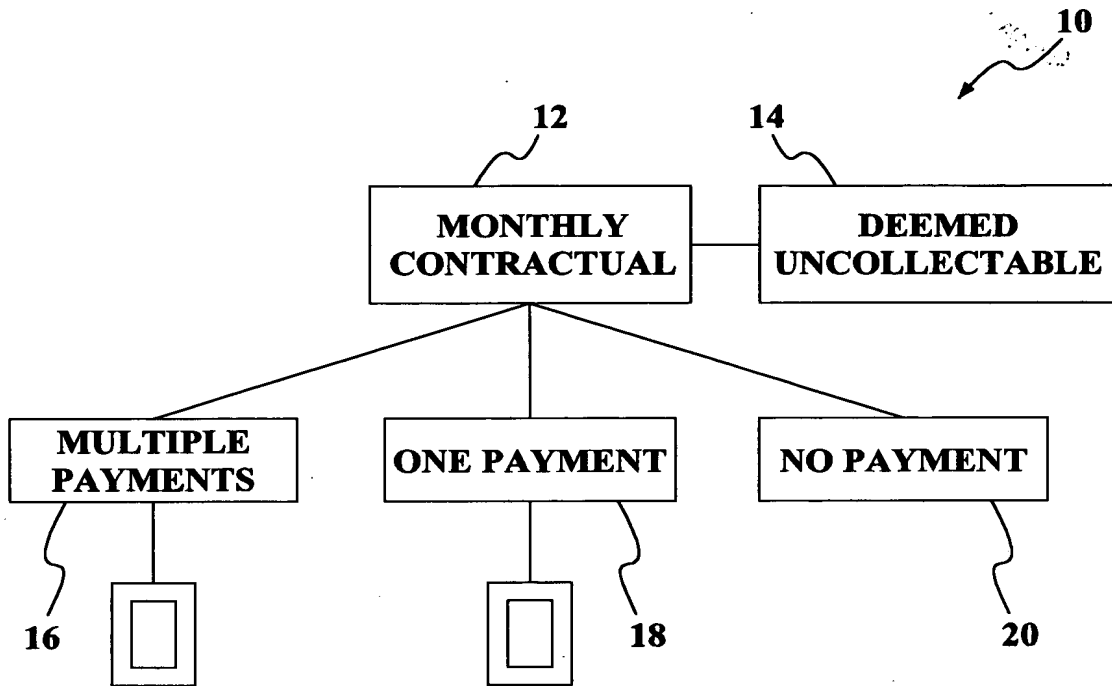 10
12
14
MONTHLY
CONTRACTUAL
DEEMED
UNCOLLECTABLE
MULTIPLE
PAYMENTS
ONE PAYMENT
NO PAYMENT
16
18
20